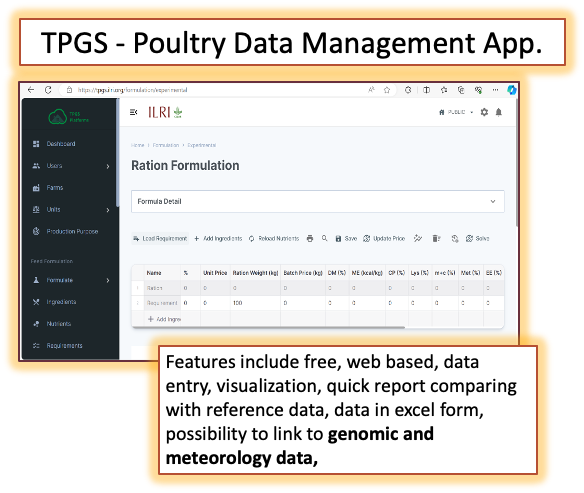 TPGS - Poultry Data Management App.
https://tpgs.ilri.org/formulation/experimental
TPGS
Platforms
ILRI
PUBLIC
Dashboard
Users
Farms
Units
Production Purpose
Feed Formulation
Formulate
Ingredients
Nutrients
Requirements
Home / Formulation / Experimental
Ration Formulation
Formula Detail
Load Requirement + Add Ingredients Reload Nutrients Save Update Price Solve
Name % Unit Price Ration Weight (kg) Batch Price (kg) DM (%) ME (kcal/kg) CP (%) Lys (%) m+c (%) Met (%) EE (%)
Ration 0 0 0 0 0 0 0 0 0 0 0
Requirement 0 0 100 0 0 0 0 0 0 0
+ Add Ingre
Features include free, web based, data
entry, visualization, quick report comparing
with reference data, data in excel form,
possibility to link to genomic and
meteorology data,